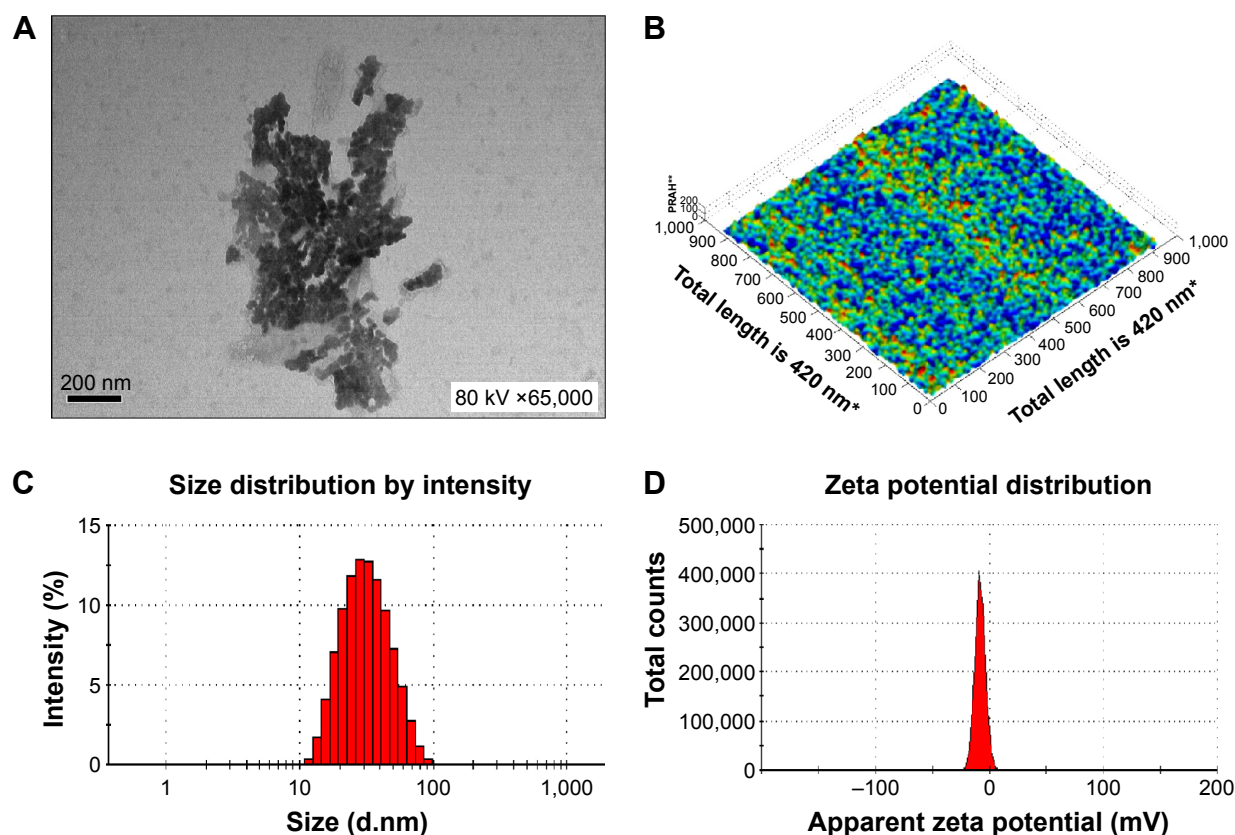 A
200 nm
80 kV ×65,000
B
PRAH**
200
100
0
1,000
900
800
700
600
500
400
300
200
100
0
Total length is 420 nm*
0
100
200
300
400
500
600
700
800
900
1,000
Total length is 420 nm*
C
Size distribution by intensity
Intensity (%)
15
10
5
0
1
10
100
1,000
Size (d.nm)
D
Zeta potential distribution
Total counts
500,000
400,000
300,000
200,000
100,000
0
–100
0
100
200
Apparent zeta potential (mV)